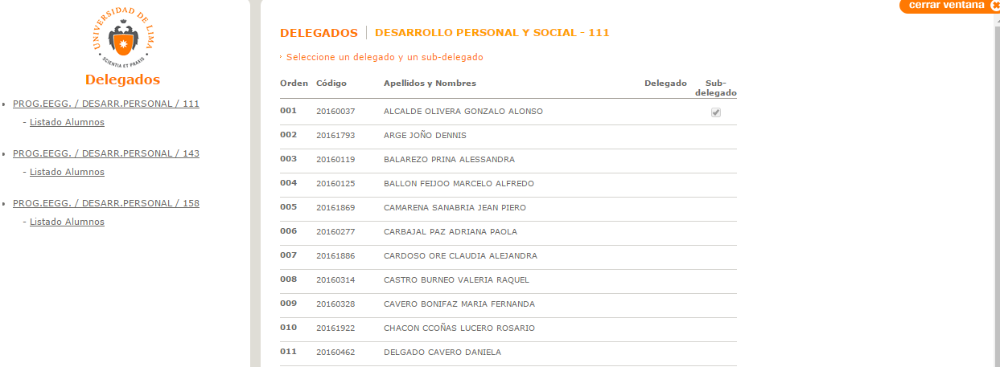 cerrar ventana
UNIVERSIDAD DE LIMA
SCIENTIA ET PRAXIS
Delegados
PROG.EEGG. / DESARR.PERSONAL / 111
- Listado Alumnos
PROG.EEGG. / DESARR.PERSONAL / 143
- Listado Alumnos
PROG.EEGG. / DESARR.PERSONAL / 158
- Listado Alumnos
DELEGADOS DESARROLLO PERSONAL Y SOCIAL - 111
Seleccione un delegado y un sub-delegado
Orden Código Apellidos y Nombres Delegado Sub-
delegado
001 20160037 ALCALDE OLIVERA GONZALO ALONSO
002 20161793 ARGE JOÑO DENNIS
003 20160119 BALAREZO PRINA ALESSANDRA
004 20160125 BALLON FEIJOO MARCELO ALFREDO
005 20161869 CAMARENA SANABRIA JEAN PIERO
006 20160277 CARBAJAL PAZ ADRIANA PAOLA
007 20161886 CARDOSO ORE CLAUDIA ALEJANDRA
008 20160314 CASTRO BURNEO VALERIA RAQUEL
009 20160328 CAVERO BONIFAZ MARIA FERNANDA
010 20161922 CHACON CCOÑAS LUCERO ROSARIO
011 20160462 DELGADO CAVERO DANIELA